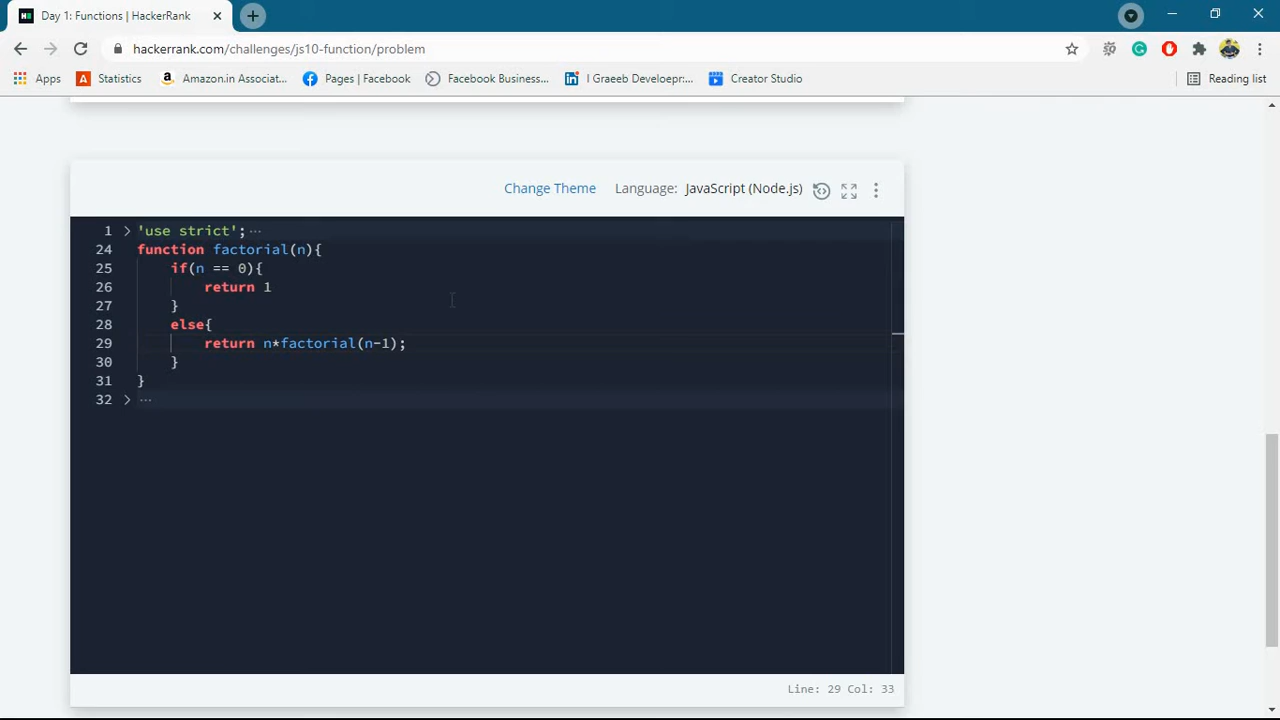 Day 1: Functions | HackerRank
hackerrank.com/challenges/js10-function/problem
Apps
Statistics
Amazon.in Associat...
Pages | Facebook
Facebook Business...
I Graeeb Develoepr:...
Creator Studio
Reading list
Change Theme Language: JavaScript (Node.js)
1 'use strict'; ...
24 function factorial(n){
25 if(n == 0){
26 return 1
27 }
28 else{
29 return n*factorial(n-1);
30 }
31 }
32 ...
Line: 29 Col: 33